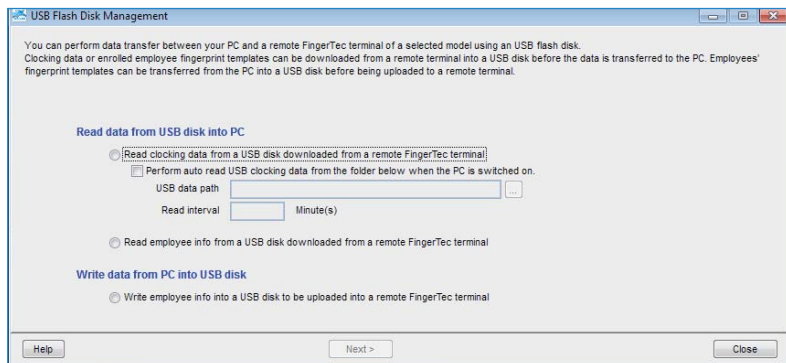 USB Flash Disk Management
You can perform data transfer between your PC and a remote FingerTec terminal of a selected model using an USB flash disk.
Clocking data or enrolled employee fingerprint templates can be downloaded from a remote terminal into a USB disk before the data is transferred to the PC. Employees'
fingerprint templates can be transferred from the PC into a USB disk before being uploaded to a remote terminal.
Read data from USB disk into PC
Read clocking data from a USB disk downloaded from a remote FingerTec terminal
Perform auto read USB clocking data from the folder below when the PC is switched on.
USB data path ...
Read interval Minute(s)
Read employee info from a USB disk downloaded from a remote FingerTec terminal
Write data from PC into USB disk
Write employee info into a USB disk to be uploaded into a remote FingerTec terminal
Help Next > Close